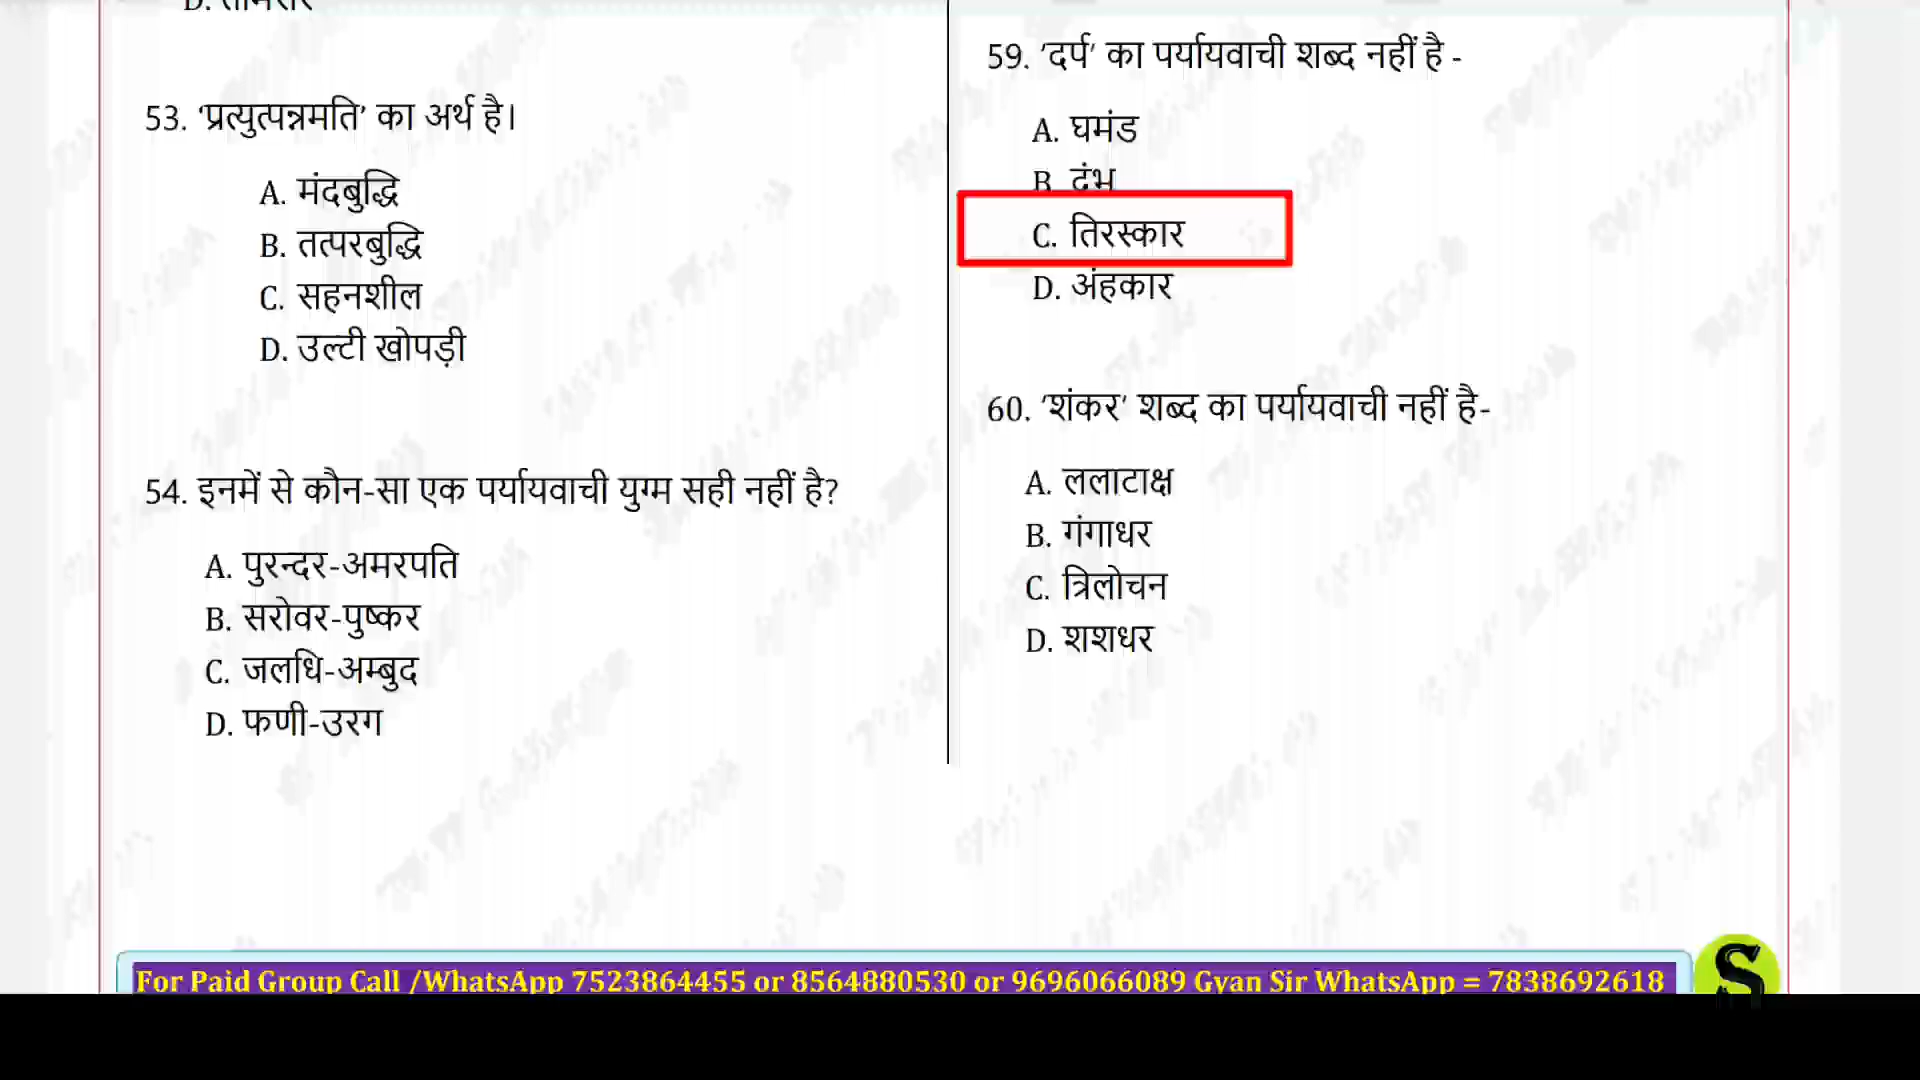 53. ‘प्रत्युत्पन्नमति’ का अर्थ है।
A. मंदबुद्धि
B. तत्परबुद्धि
C. सहनशील
D. उल्टी खोपड़ी
54. इनमें से कौन-सा एक पर्यायवाची युग्म सही नहीं है?
A. पुरन्दर-अमरपति
B. सरोवर-पुष्कर
C. जलधि-अम्बुद
D. फणी-उरग
59. ‘दर्प’ का पर्यायवाची शब्द नहीं है -
A. घमंड
B. दंभ
C. तिरस्कार
D. अंहकार
60. ‘शंकर’ शब्द का पर्यायवाची नहीं है-
A. ललाटाक्ष
B. गंगाधर
C. त्रिलोचन
D. शशधर
For Paid Group Call /WhatsApp 7523864455 or 8564880530 or 9696066089 Gyan Sir WhatsApp = 7838692618
S